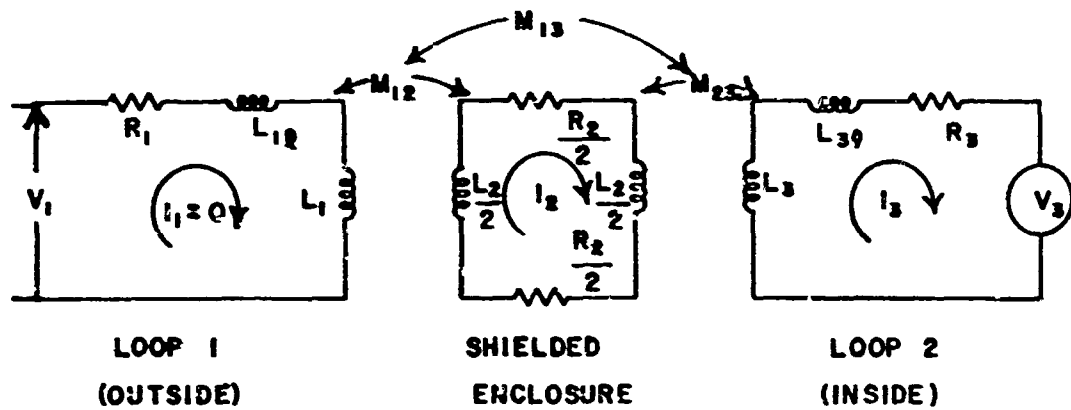 M13
M12
M23
R1
L1ℓ
R2
2
L3ℓ
R3
V1
I1 = 0
L1
L2
2
I2
L2
2
L3
I3
V3
R2
2
LOOP 1
SHIELDED
LOOP 2
(OUTSIDE)
ENCLOSURE
(INSIDE)